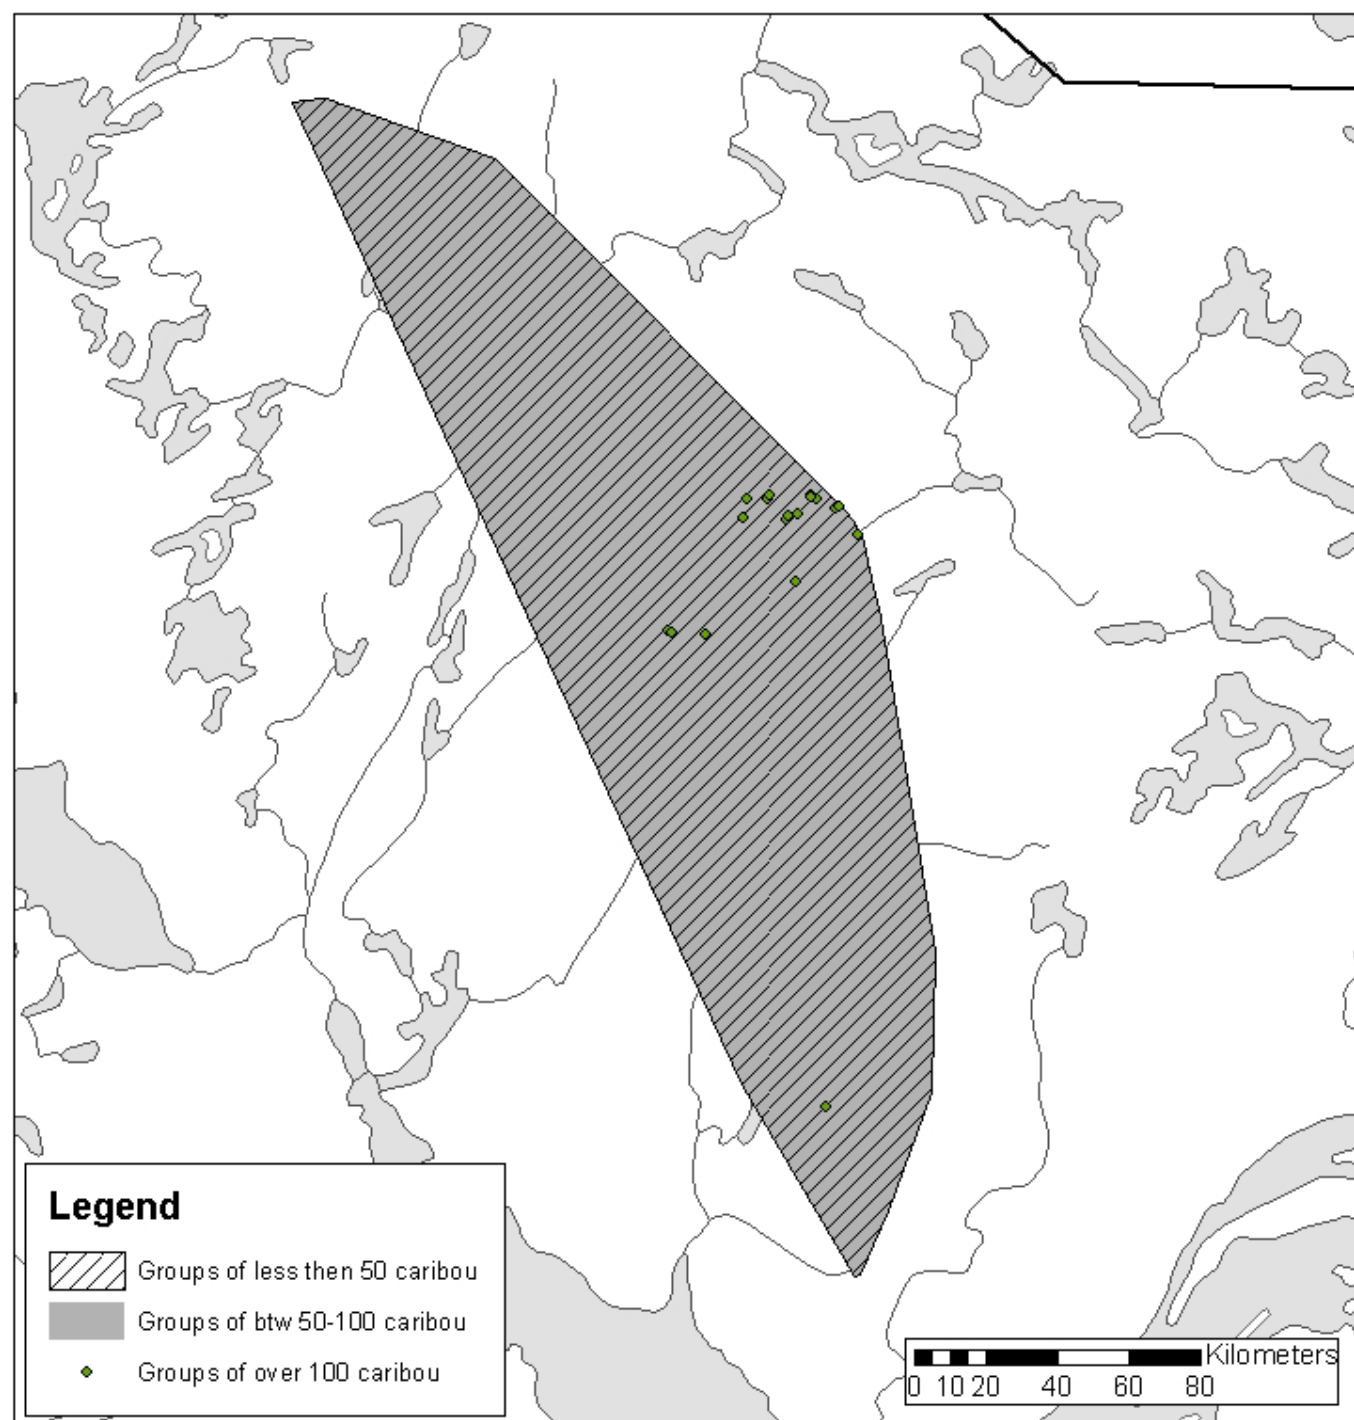 Legend
Groups of less then 50 caribou
Groups of btw 50-100 caribou
Groups of over 100 caribou
Kilometers
0 10 20 40 60 80